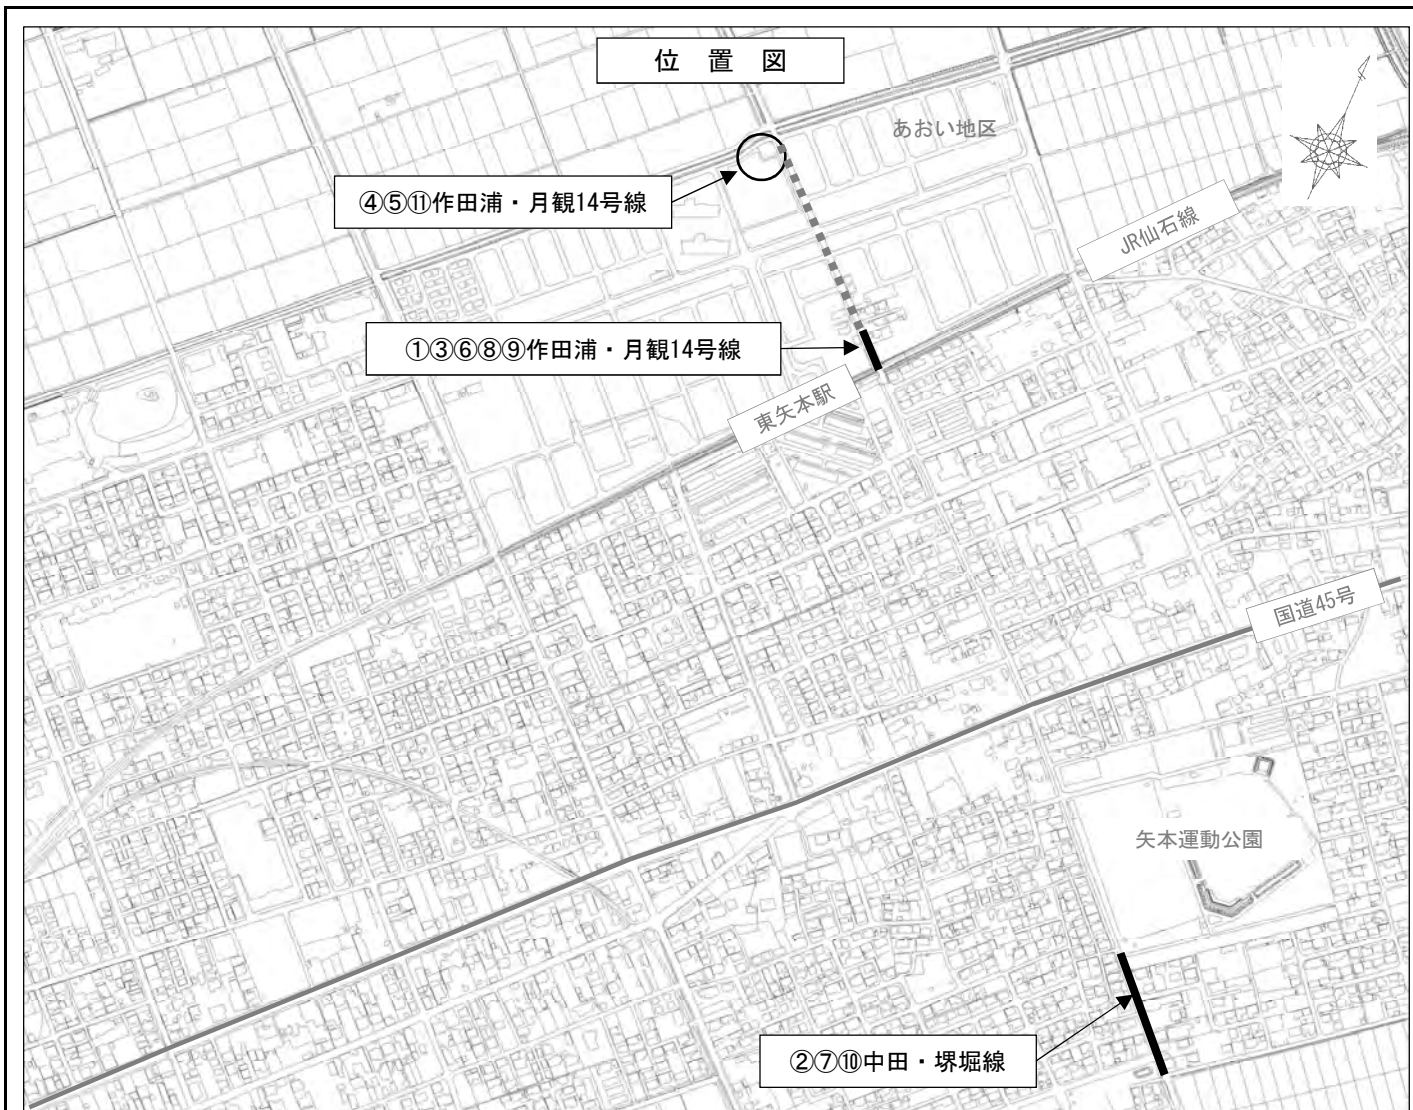 位 置 図
あおい地区
④⑤⑪作田浦・月観14号線
JR仙石線
①③⑥⑧⑨作田浦・月観14号線
東矢本駅
国道45号
矢本運動公園
②⑦⑩中田・堺堀線